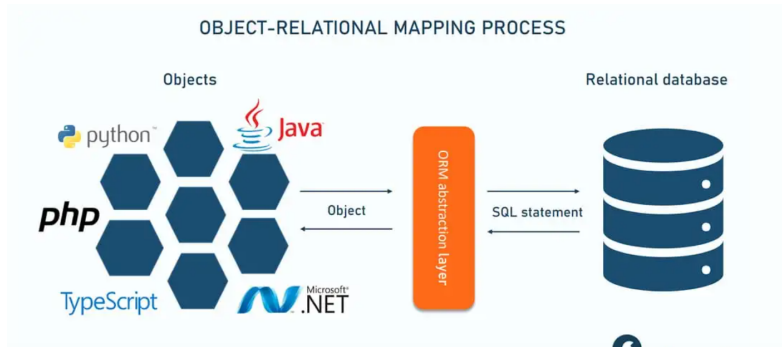 OBJECT-RELATIONAL MAPPING PROCESS
Objects
Relational database
python
Java
php
TypeScript
Microsoft®
.NET
Object
ORM abstraction layer
SQL statement